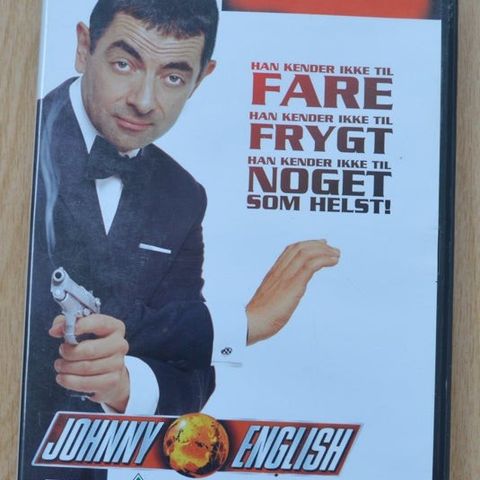 HAN KENDER IKKE TIL
FARE
HAN KENDER IKKE TIL
FRYGT
HAN KENDER IKKE TIL
NOGET
SOM HELST!
JOHNNY ENGLISH